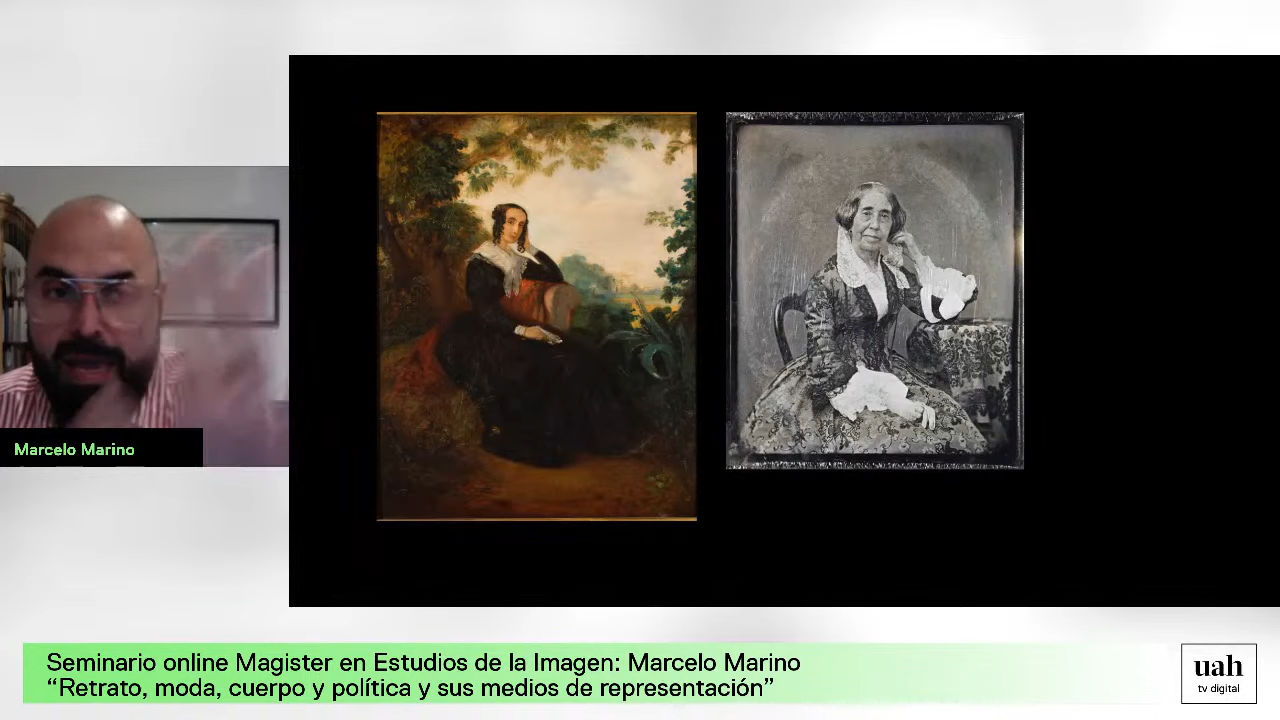 Marcelo Marino
Seminario online Magister en Estudios de la Imagen: Marcelo Marino
“Retrato, moda, cuerpo y política y sus medios de representación”
uah
tv digital